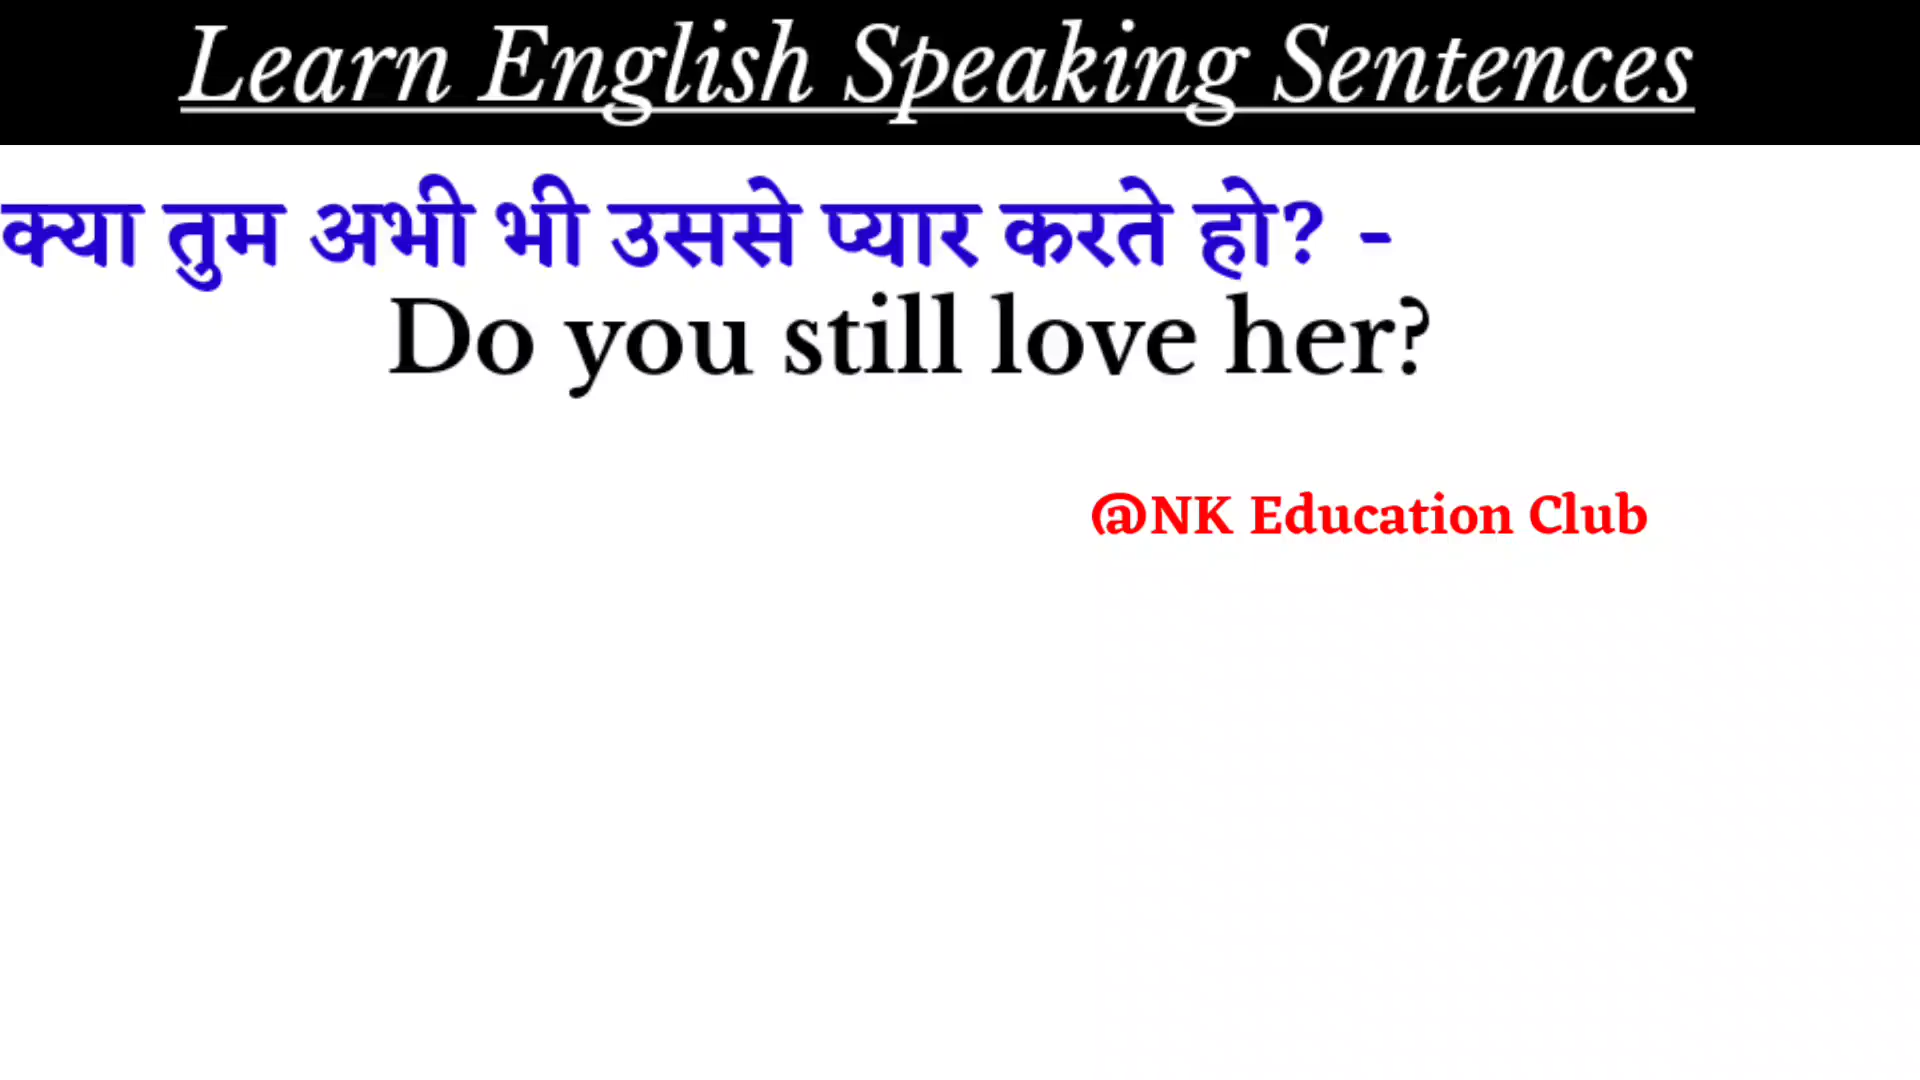 Learn English Speaking Sentences
क्या तुम अभी भी उससे प्यार करते हो? -
Do you still love her?
@NK Education Club